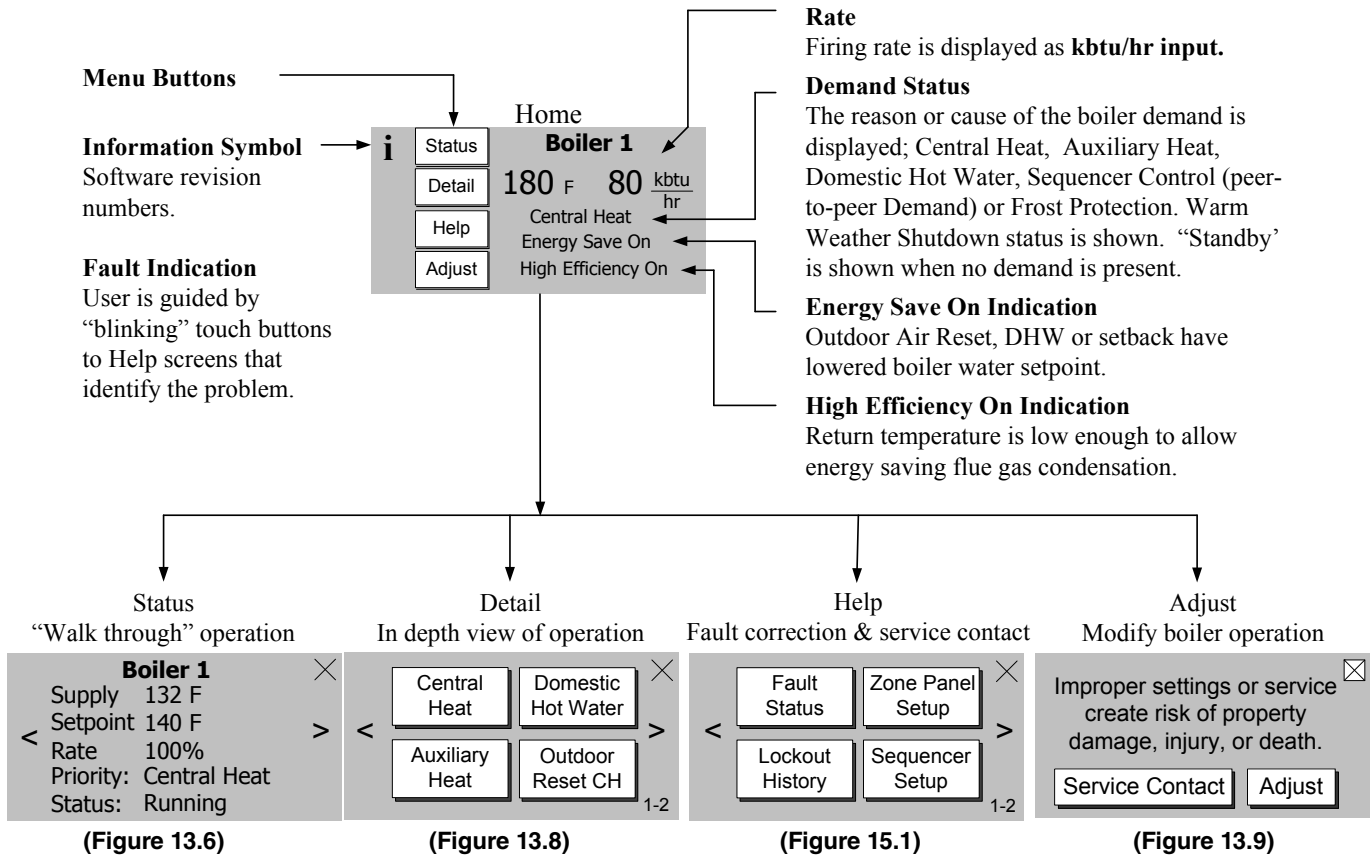 Menu Buttons
Information Symbol
Software revision
numbers.
Fault Indication
User is guided by
“blinking” touch buttons
to Help screens that
identify the problem.
Home
i
Status
Detail
Help
Adjust
Boiler 1
180 F 80 kbtu
hr
Central Heat
Energy Save On
High Efficiency On
Rate
Firing rate is displayed as kbtu/hr input.
Demand Status
The reason or cause of the boiler demand is
displayed; Central Heat, Auxiliary Heat,
Domestic Hot Water, Sequencer Control (peer-
to-peer Demand) or Frost Protection. Warm
Weather Shutdown status is shown. “Standby’
is shown when no demand is present.
Energy Save On Indication
Outdoor Air Reset, DHW or setback have
lowered boiler water setpoint.
High Efficiency On Indication
Return temperature is low enough to allow
energy saving flue gas condensation.
Status
“Walk through” operation
Boiler 1
Supply 132 F
Setpoint 140 F
Rate 100%
Priority: Central Heat
Status: Running
< >
(Figure 13.6)
Detail
In depth view of operation
Central
Heat
Domestic
Hot Water
< >
Auxiliary
Heat
Outdoor
Reset CH
1-2
(Figure 13.8)
Help
Fault correction & service contact
Fault
Status
Zone Panel
Setup
< >
Lockout
History
Sequencer
Setup
1-2
(Figure 15.1)
Adjust
Modify boiler operation
Improper settings or service
create risk of property
damage, injury, or death.
Service Contact
Adjust
(Figure 13.9)